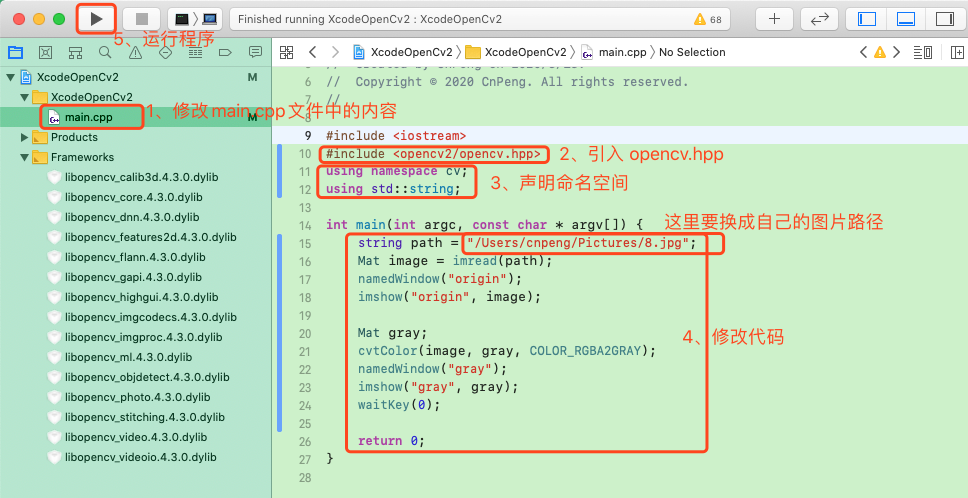 Finished running XcodeOpenCv2 : XcodeOpenCv2
68
5、运行程序
XcodeOpenCv2
M
XcodeOpenCv2
main.cpp
M
1、修改 main.cpp 文件中的内容
Products
Frameworks
libopencv_calib3d.4.3.0.dylib
libopencv_core.4.3.0.dylib
libopencv_dnn.4.3.0.dylib
libopencv_features2d.4.3.0.dylib
libopencv_flann.4.3.0.dylib
libopencv_gapi.4.3.0.dylib
libopencv_highgui.4.3.0.dylib
libopencv_imgcodecs.4.3.0.dylib
libopencv_imgproc.4.3.0.dylib
libopencv_ml.4.3.0.dylib
libopencv_objdetect.4.3.0.dylib
libopencv_photo.4.3.0.dylib
libopencv_stitching.4.3.0.dylib
libopencv_video.4.3.0.dylib
libopencv_videoio.4.3.0.dylib
XcodeOpenCv2 XcodeOpenCv2 main.cpp No Selection
6 // Copyright © 2020 CnPeng. All rights reserved.
7 //
9 #include <iostream>
10 #include <opencv2/opencv.hpp>
2、引入 opencv.hpp
11 using namespace cv;
12 using std::string;
3、声明命名空间
13
14 int main(int argc, const char * argv[]) {
这里要换成自己的图片路径
15 string path = "/Users/cnpeng/Pictures/8.jpg";
16 Mat image = imread(path);
17 namedWindow("origin");
18 imshow("origin", image);
19
20 Mat gray;
4、修改代码
21 cvtColor(image, gray, COLOR_RGBA2GRAY);
22 namedWindow("gray");
23 imshow("gray", gray);
24 waitKey(0);
25
26 return 0;
27 }
28